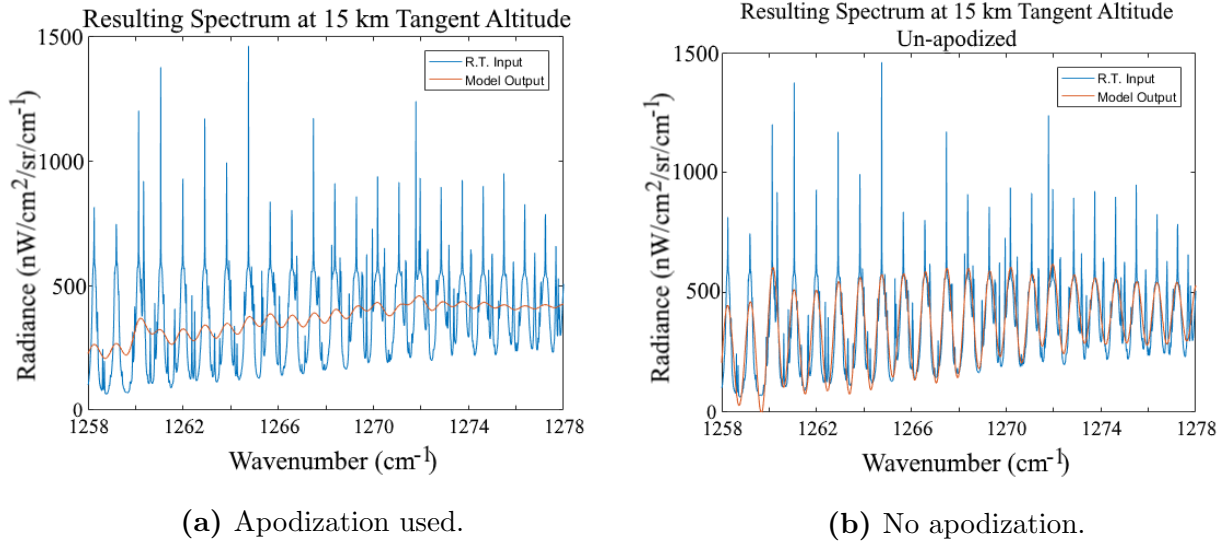 Resulting Spectrum at 15 km Tangent Altitude
1500
1000
500
0
Radiance (nW/cm²/sr/cm⁻¹)
R.T. Input
Model Output
1258
1262
1266
1270
1274
1278
Wavenumber (cm⁻¹)
(a) Apodization used.
Resulting Spectrum at 15 km Tangent Altitude
Un-apodized
1500
1000
500
0
Radiance (nW/cm²/sr/cm⁻¹)
R.T. Input
Model Output
1258
1262
1266
1270
1274
1278
Wavenumber (cm⁻¹)
(b) No apodization.